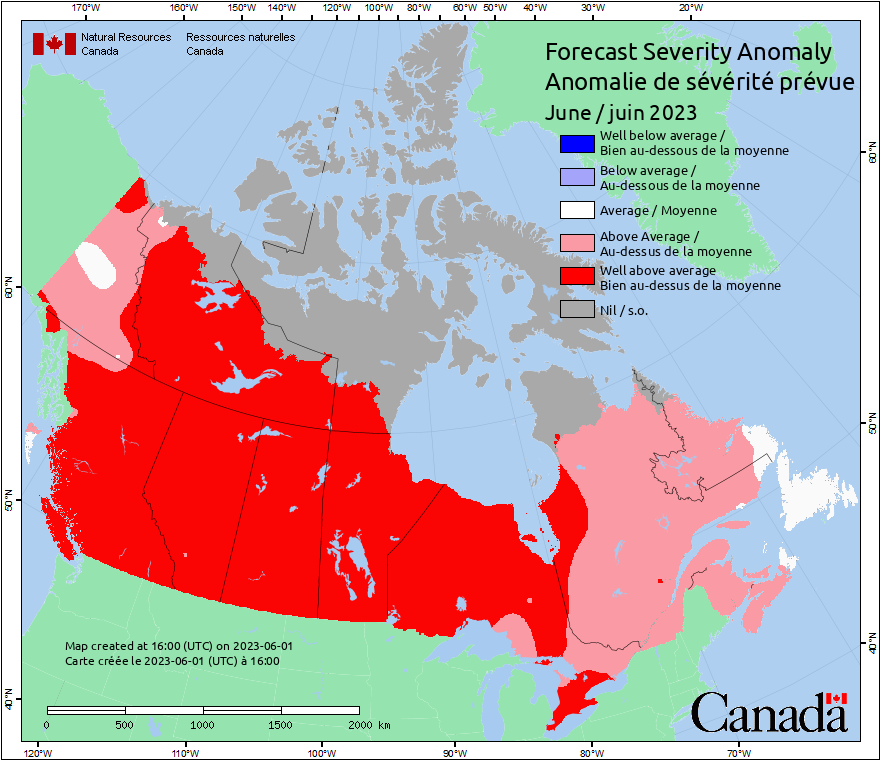 170°W 160°W 150°W 140°W 130°W 120°W 110°W 100°W 90°W 80°W 70°W 60°W 50°W 40°W 30°W 20°W
Natural Resources Ressources naturelles
Canada Canada
Forecast Severity Anomaly
Anomalie de sévérité prévue
June / juin 2023
Well below average /
Bien au-dessous de la moyenne
Below average /
Au-dessous de la moyenne
Average / Moyenne
Above Average /
Au-dessus de la moyenne
Well above average
Bien au-dessus de la moyenne
Nil / s.o.
60°N
60°N
50°N
50°N
40°N
40°N
Map created at 16:00 (UTC) on 2023-06-01
Carte créée le 2023-06-01 (UTC) à 16:00
0 500 1000 1500 2000 km
Canada
120°W 110°W 100°W 90°W 80°W 70°W